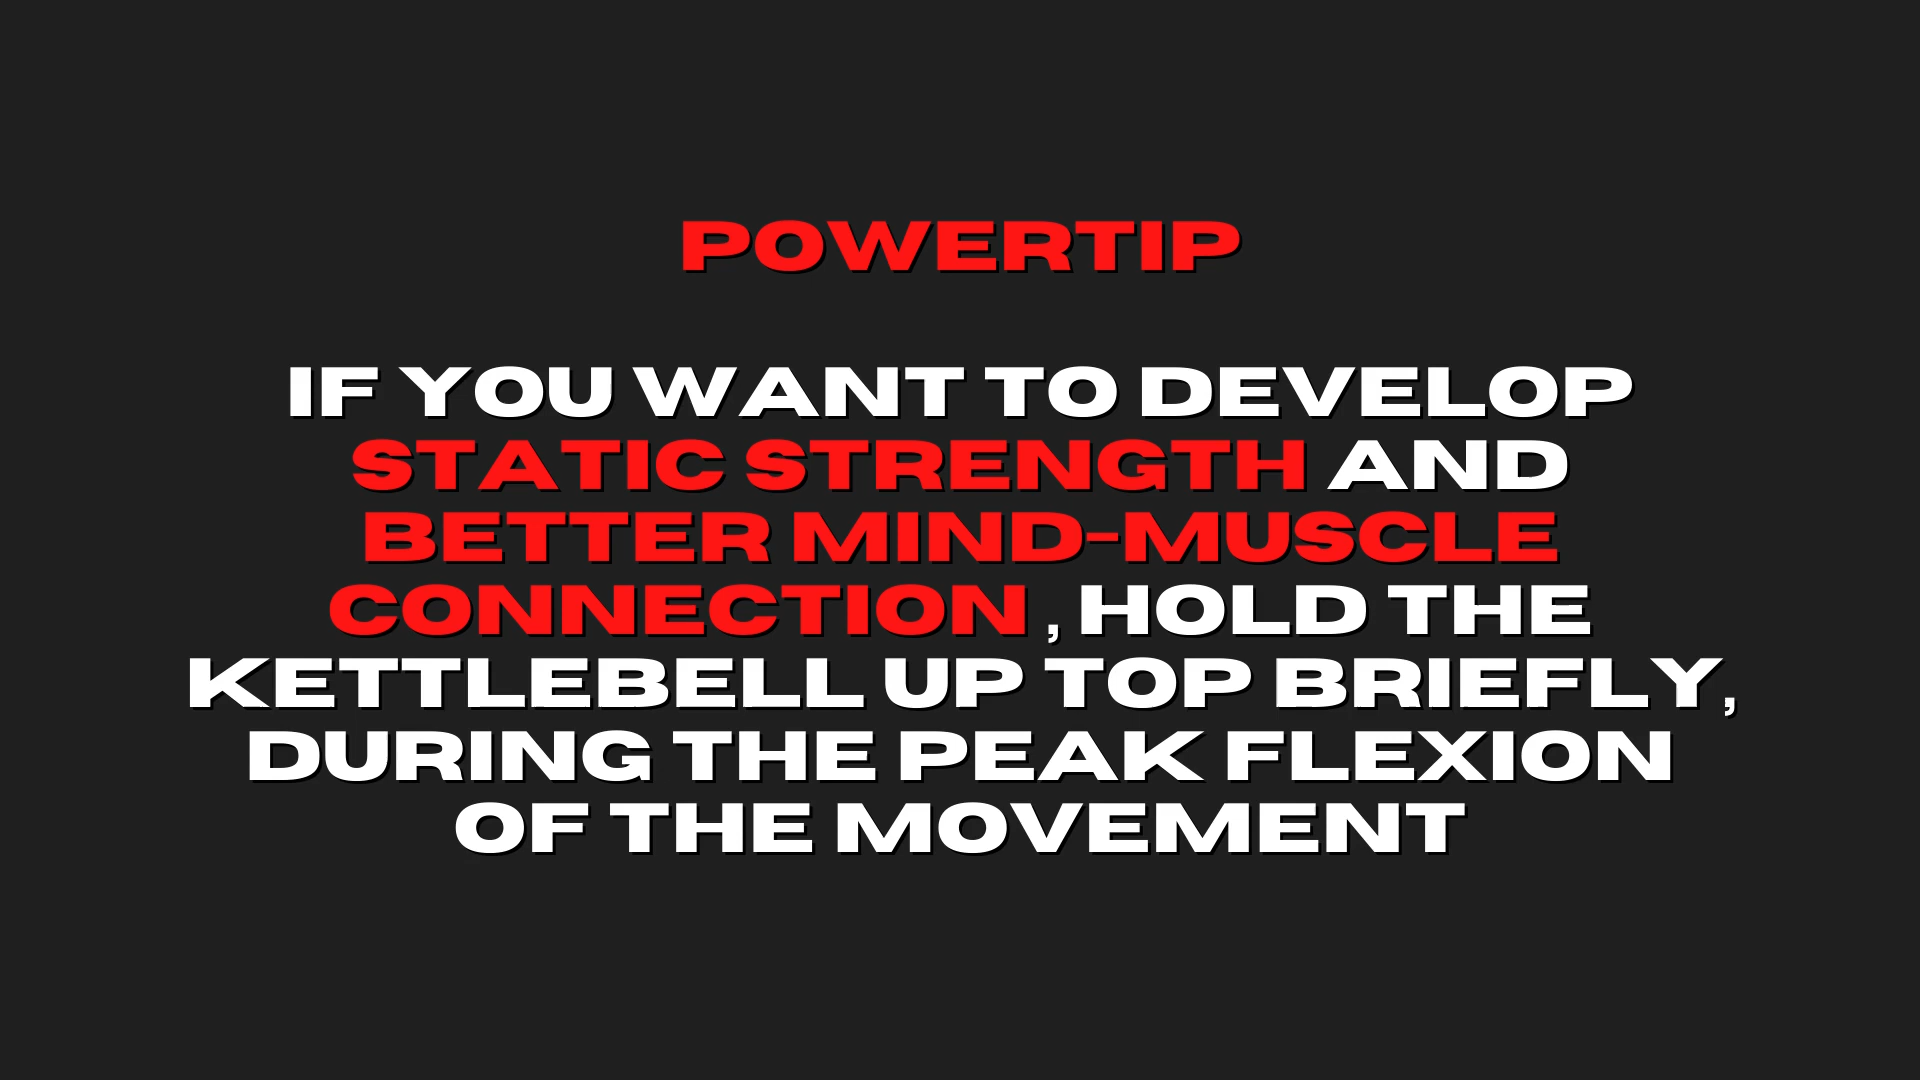 POWERTIP
IF YOU WANT TO DEVELOP
STATIC STRENGTH AND
BETTER MIND-MUSCLE
CONNECTION , HOLD THE
KETTLEBELL UP TOP BRIEFLY,
DURING THE PEAK FLEXION
OF THE MOVEMENT